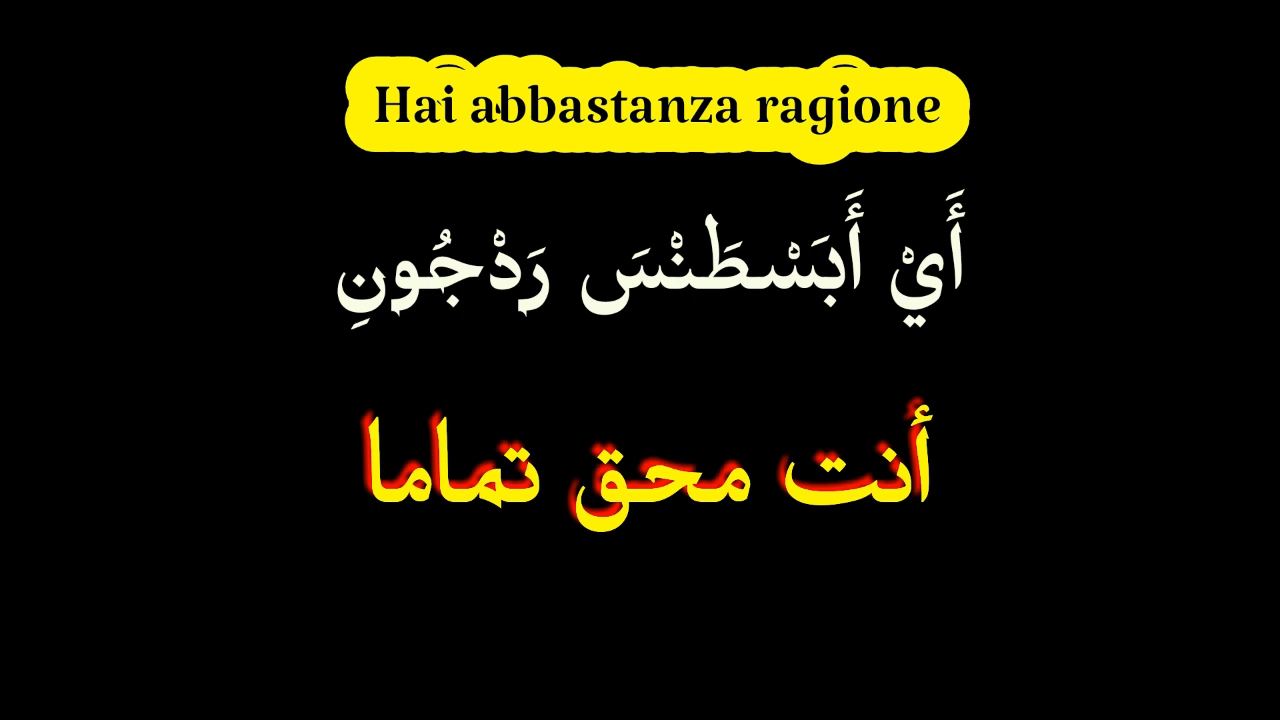 Hai abbastanza ragione
أَيْ أَبَسْطَنْسَ رَدْجُونِ
أنت محق تماما